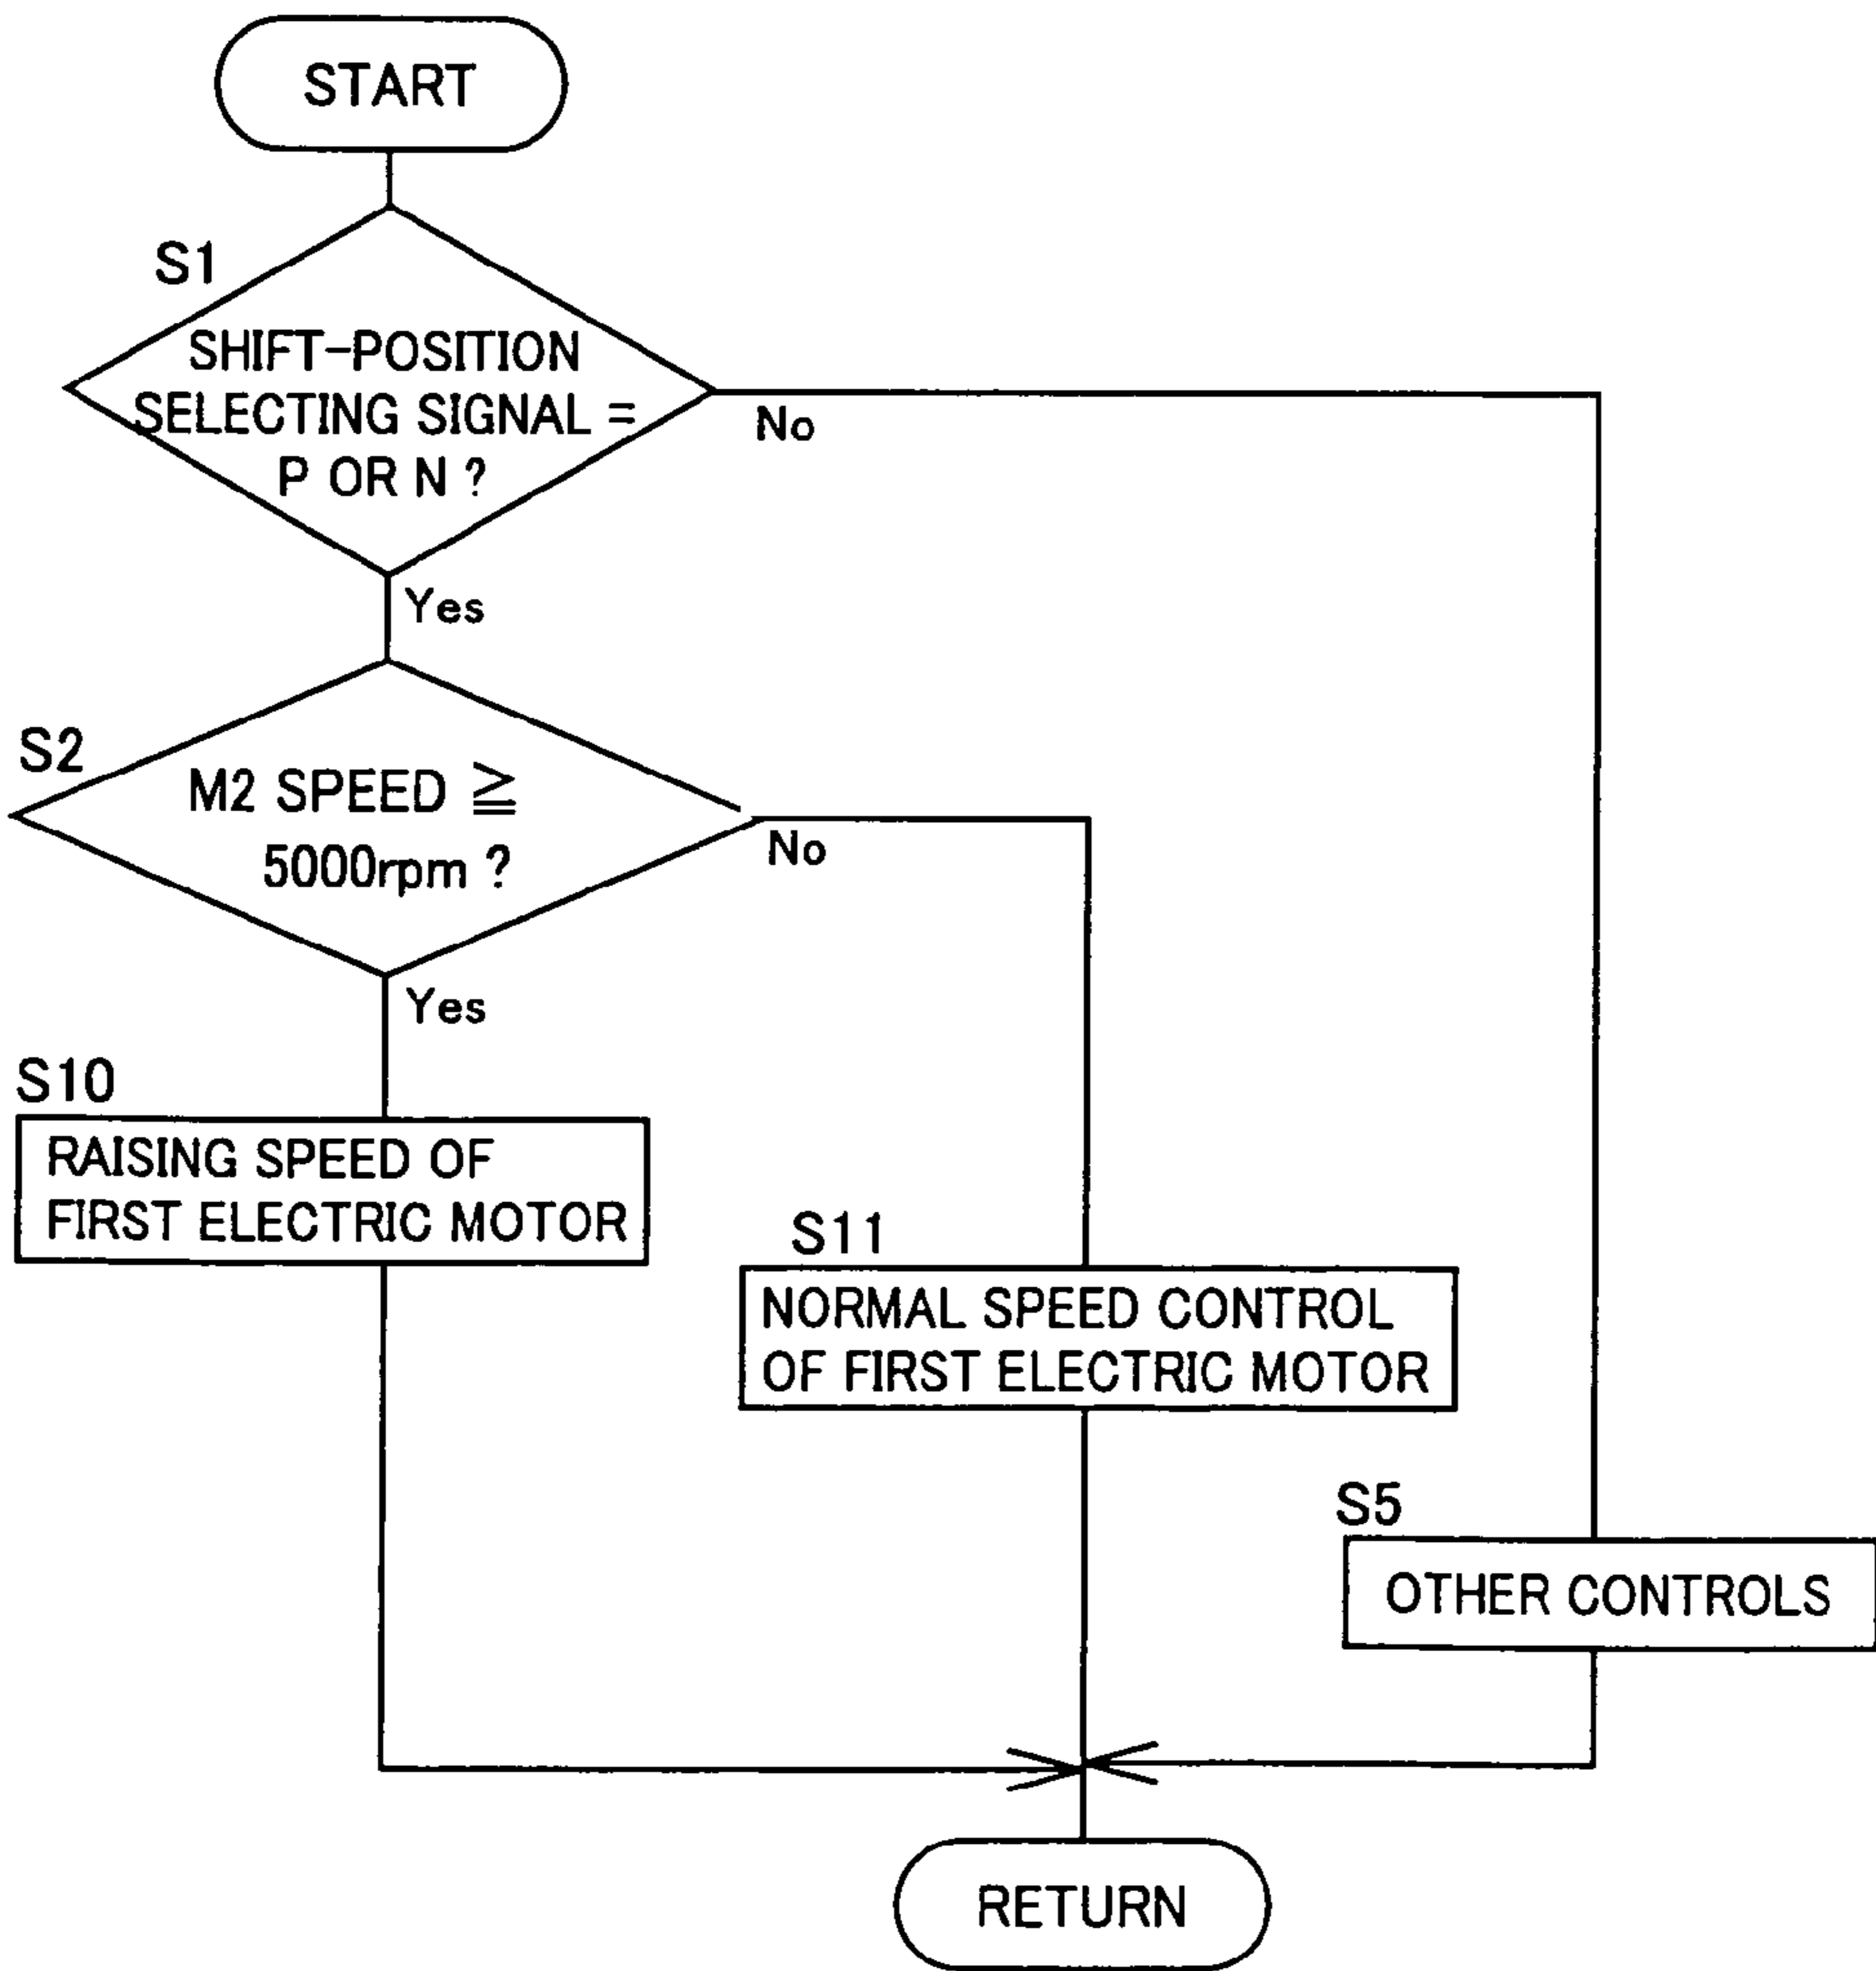 START
S1
SHIFT-POSITION
SELECTING SIGNAL =
P OR N ?
No
Yes
S2
M2 SPEED ≧
5000rpm ?
No
Yes
S10
RAISING SPEED OF
FIRST ELECTRIC MOTOR
S11
NORMAL SPEED CONTROL
OF FIRST ELECTRIC MOTOR
S5
OTHER CONTROLS
RETURN